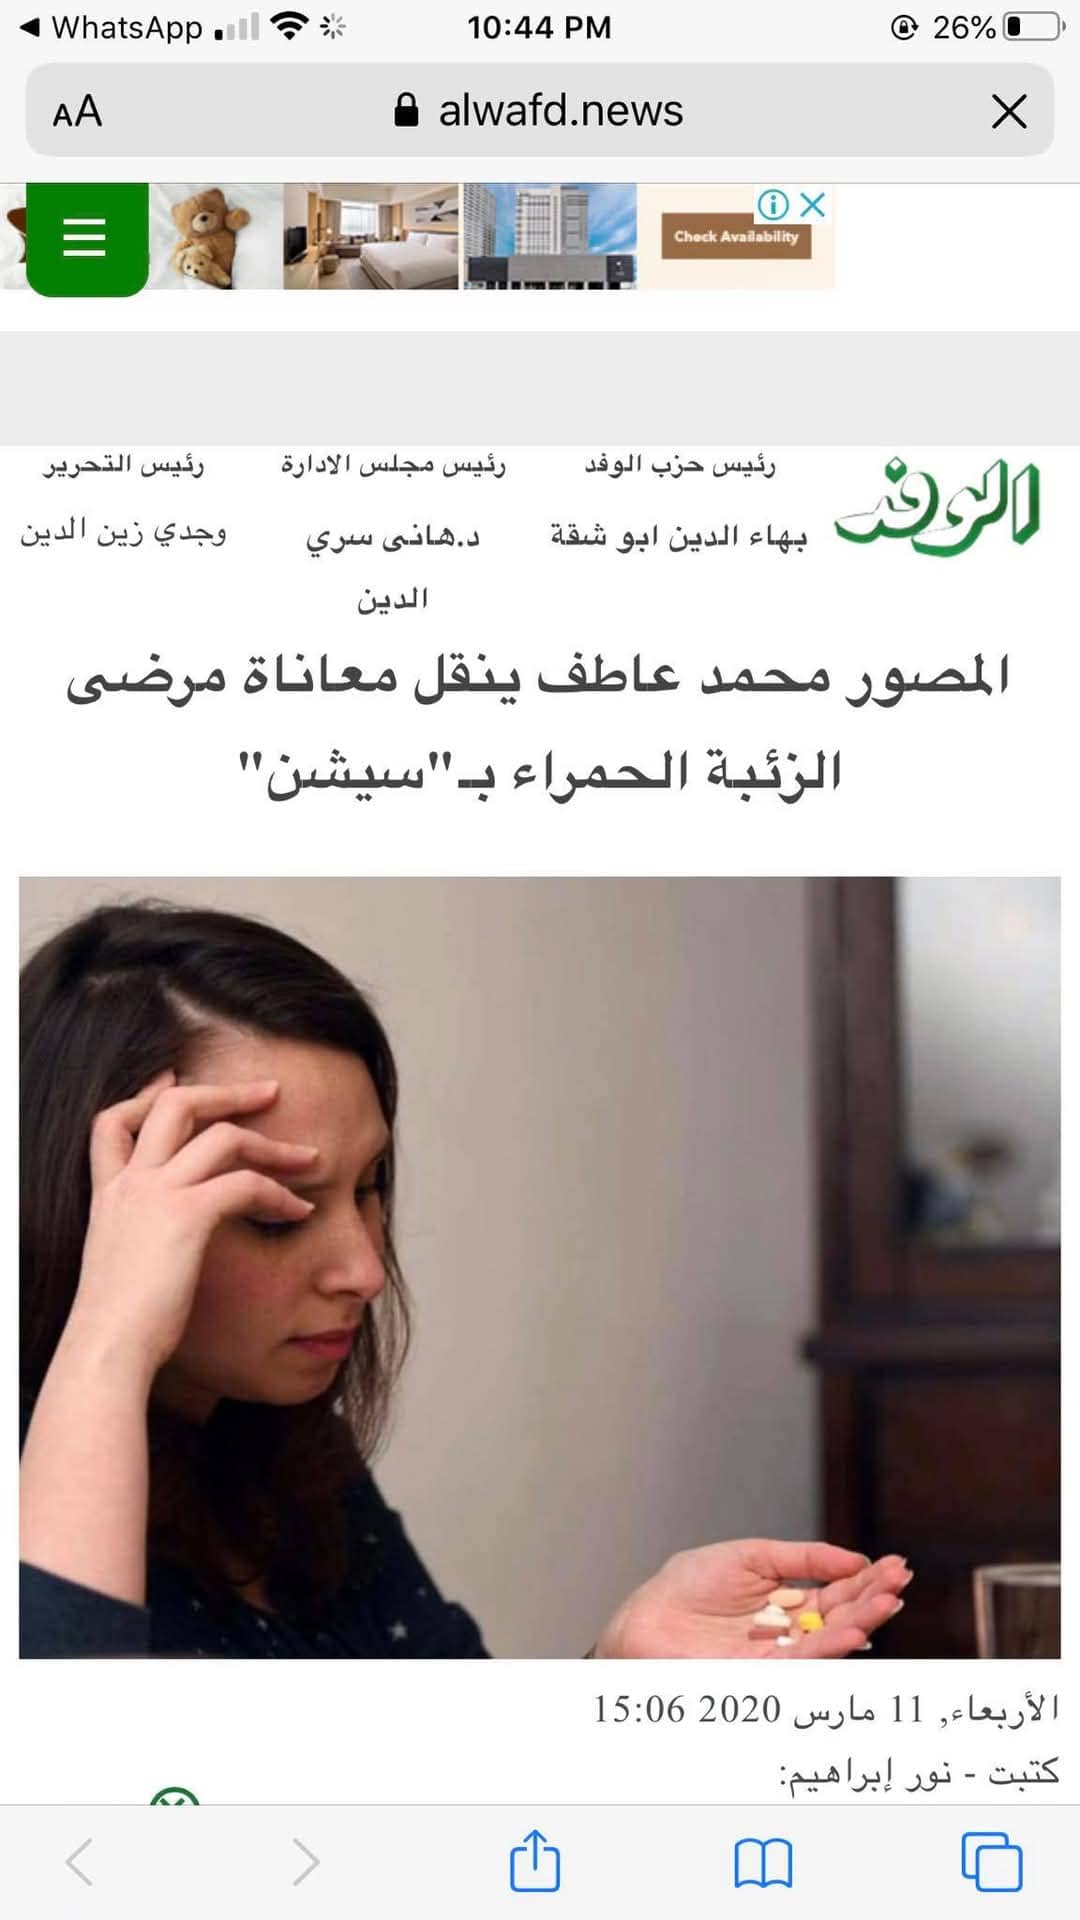 WhatsApp
10:44 PM
26%
AA
alwafd.news
Check Availability
الوفد
رئيس حزب الوفد
بهاء الدين ابو شقة
رئيس مجلس الادارة
د.هانى سري
الدين
رئيس التحرير
وجدي زين الدين
المصور محمد عاطف ينقل معاناة مرضى
الزئبة الحمراء بـ"سيشن"
الأربعاء, 11 مارس 2020 15:06
كتبت - نور إبراهيم: